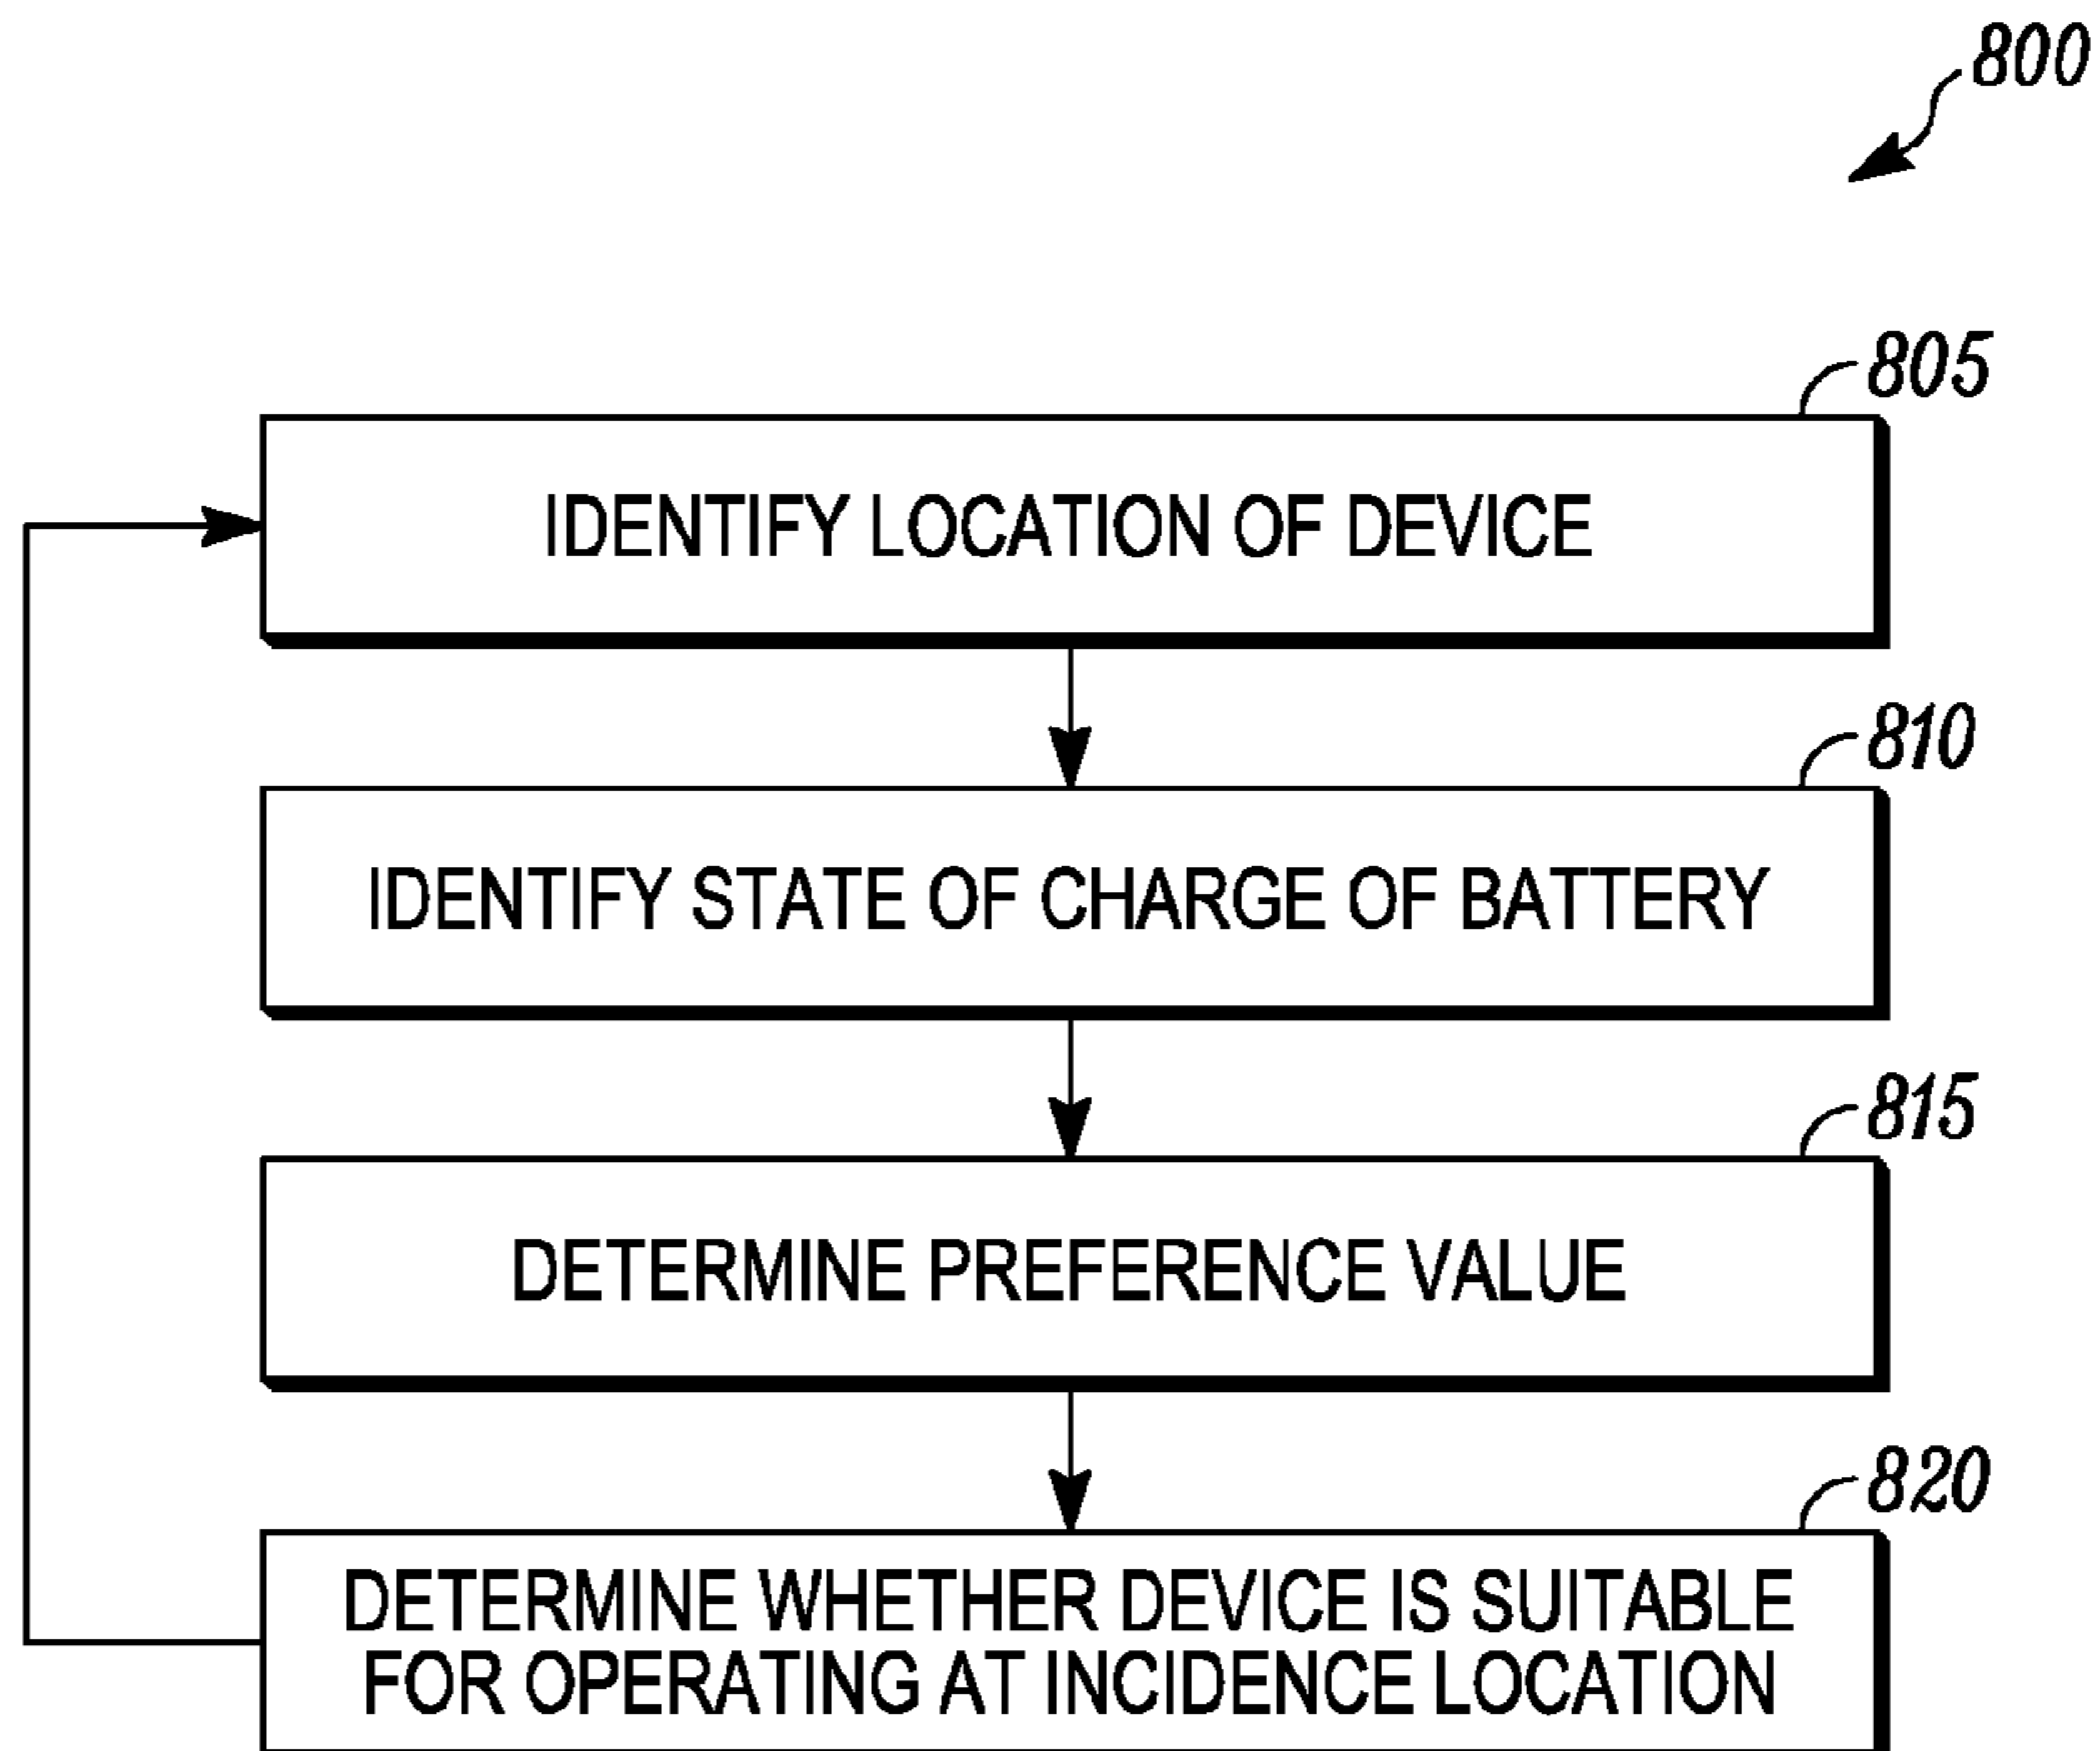 800
805
IDENTIFY LOCATION OF DEVICE
810
IDENTIFY STATE OF CHARGE OF BATTERY
815
DETERMINE PREFERENCE VALUE
820
DETERMINE WHETHER DEVICE IS SUITABLE
FOR OPERATING AT INCIDENCE LOCATION